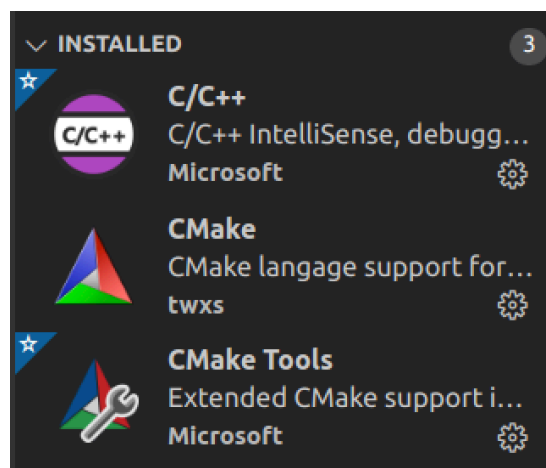 INSTALLED
3
C/C++
C/C++
C/C++ IntelliSense, debugg...
Microsoft
CMake
CMake langage support for...
twxs
CMake Tools
Extended CMake support i...
Microsoft